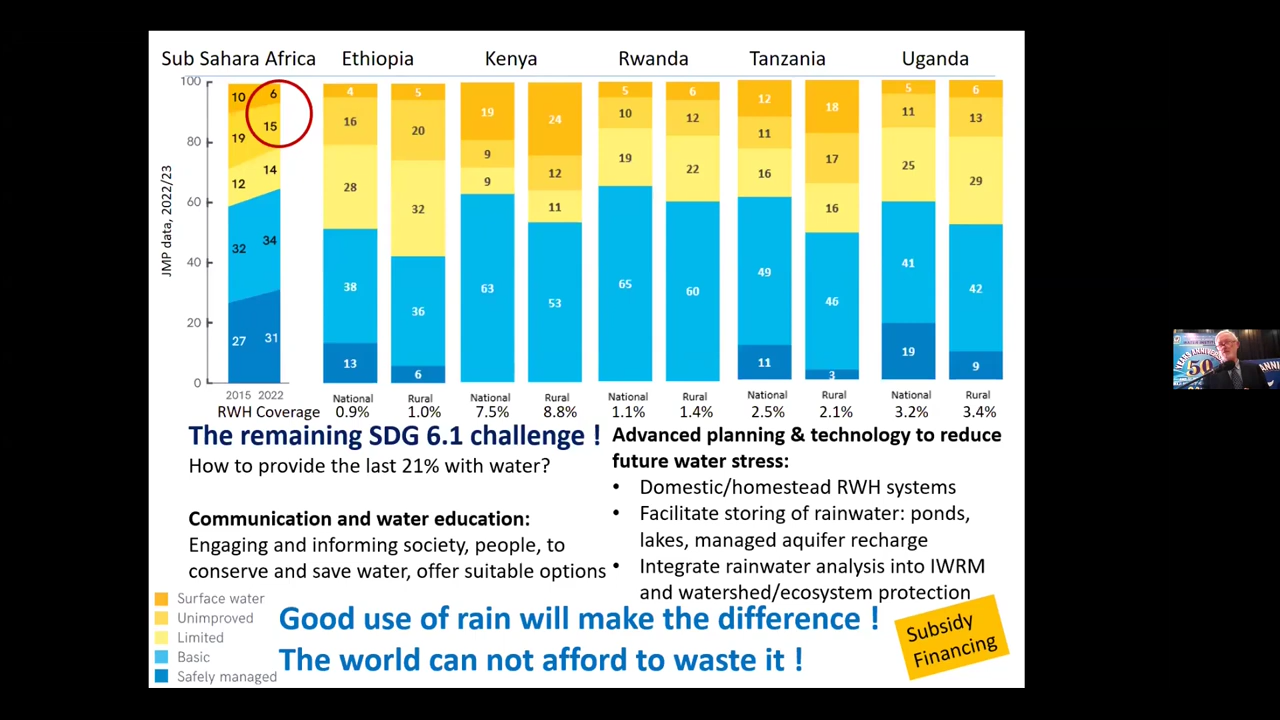 Sub Sahara Africa Ethiopia Kenya Rwanda Tanzania Uganda
100
80
60
40
20
0
JMP data, 2022/23
10 6
19 15
12 14
32 34
27 31
2015 2022
4
16
28
38
13
5
20
32
36
6
19
9
9
63
24
12
11
53
5
10
19
65
6
12
22
60
12
11
16
49
11
18
17
16
46
3
5
11
25
41
19
6
13
29
42
9
National Rural National Rural National Rural National Rural National Rural
RWH Coverage 0.9% 1.0% 7.5% 8.8% 1.1% 1.4% 2.5% 2.1% 3.2% 3.4%
The remaining SDG 6.1 challenge !
How to provide the last 21% with water?
Communication and water education:
Engaging and informing society, people, to
conserve and save water, offer suitable options
Advanced planning & technology to reduce
future water stress:
• Domestic/homestead RWH systems
• Facilitate storing of rainwater: ponds,
lakes, managed aquifer recharge
• Integrate rainwater analysis into IWRM
and watershed/ecosystem protection
Surface water
Unimproved
Limited
Basic
Safely managed
Good use of rain will make the difference !
The world can not afford to waste it !
Subsidy
Financing
50